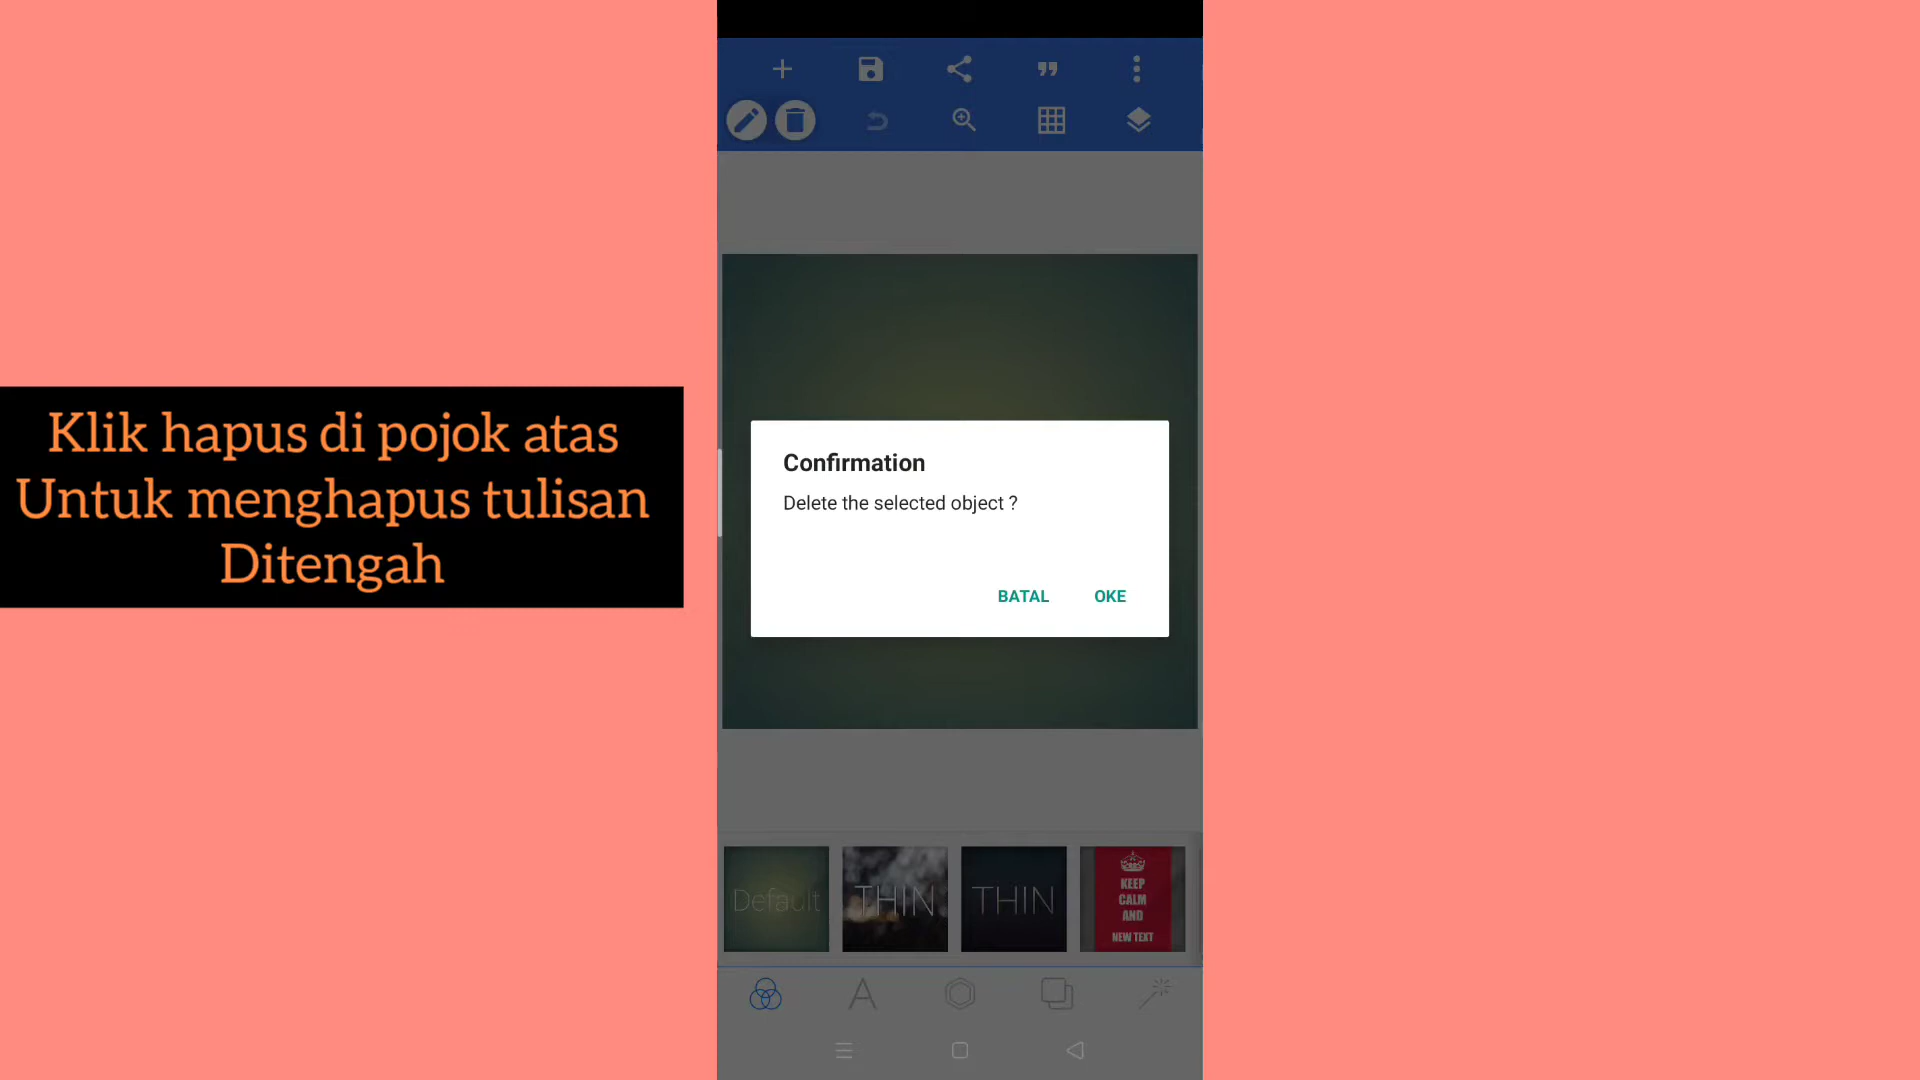 Klik hapus di pojok atas
Untuk menghapus tulisan
Ditengah
Confirmation
Delete the selected object ?
BATAL OKE
Default
THIN
THIN
KEEP
CALM
AND
NEW TEXT